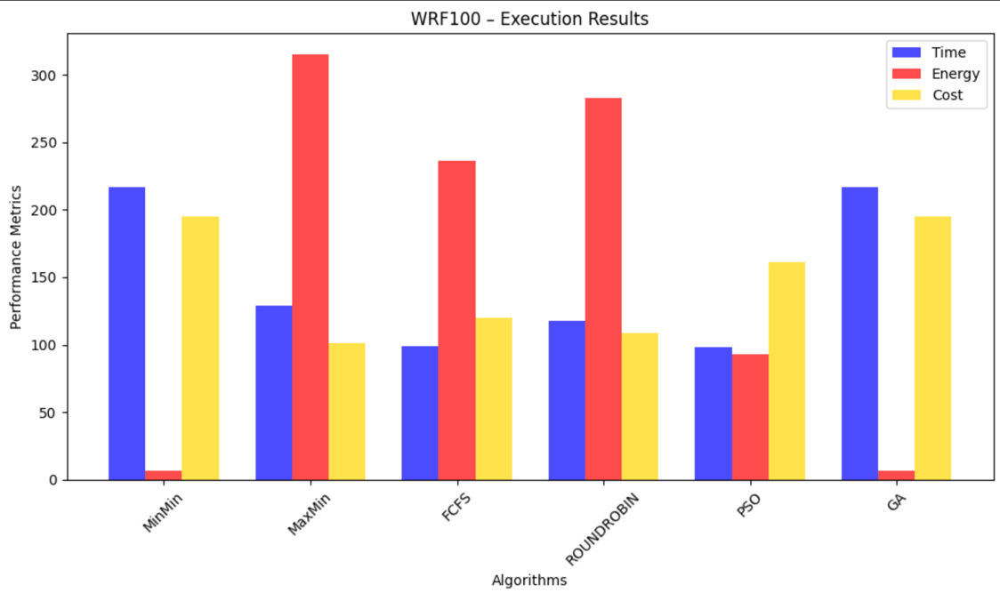 WRF100 – Execution Results
Time
Energy
Cost
Performance Metrics
300
250
200
150
100
50
0
MinMin
MaxMin
FCFS
ROUNDROBIN
PSO
GA
Algorithms